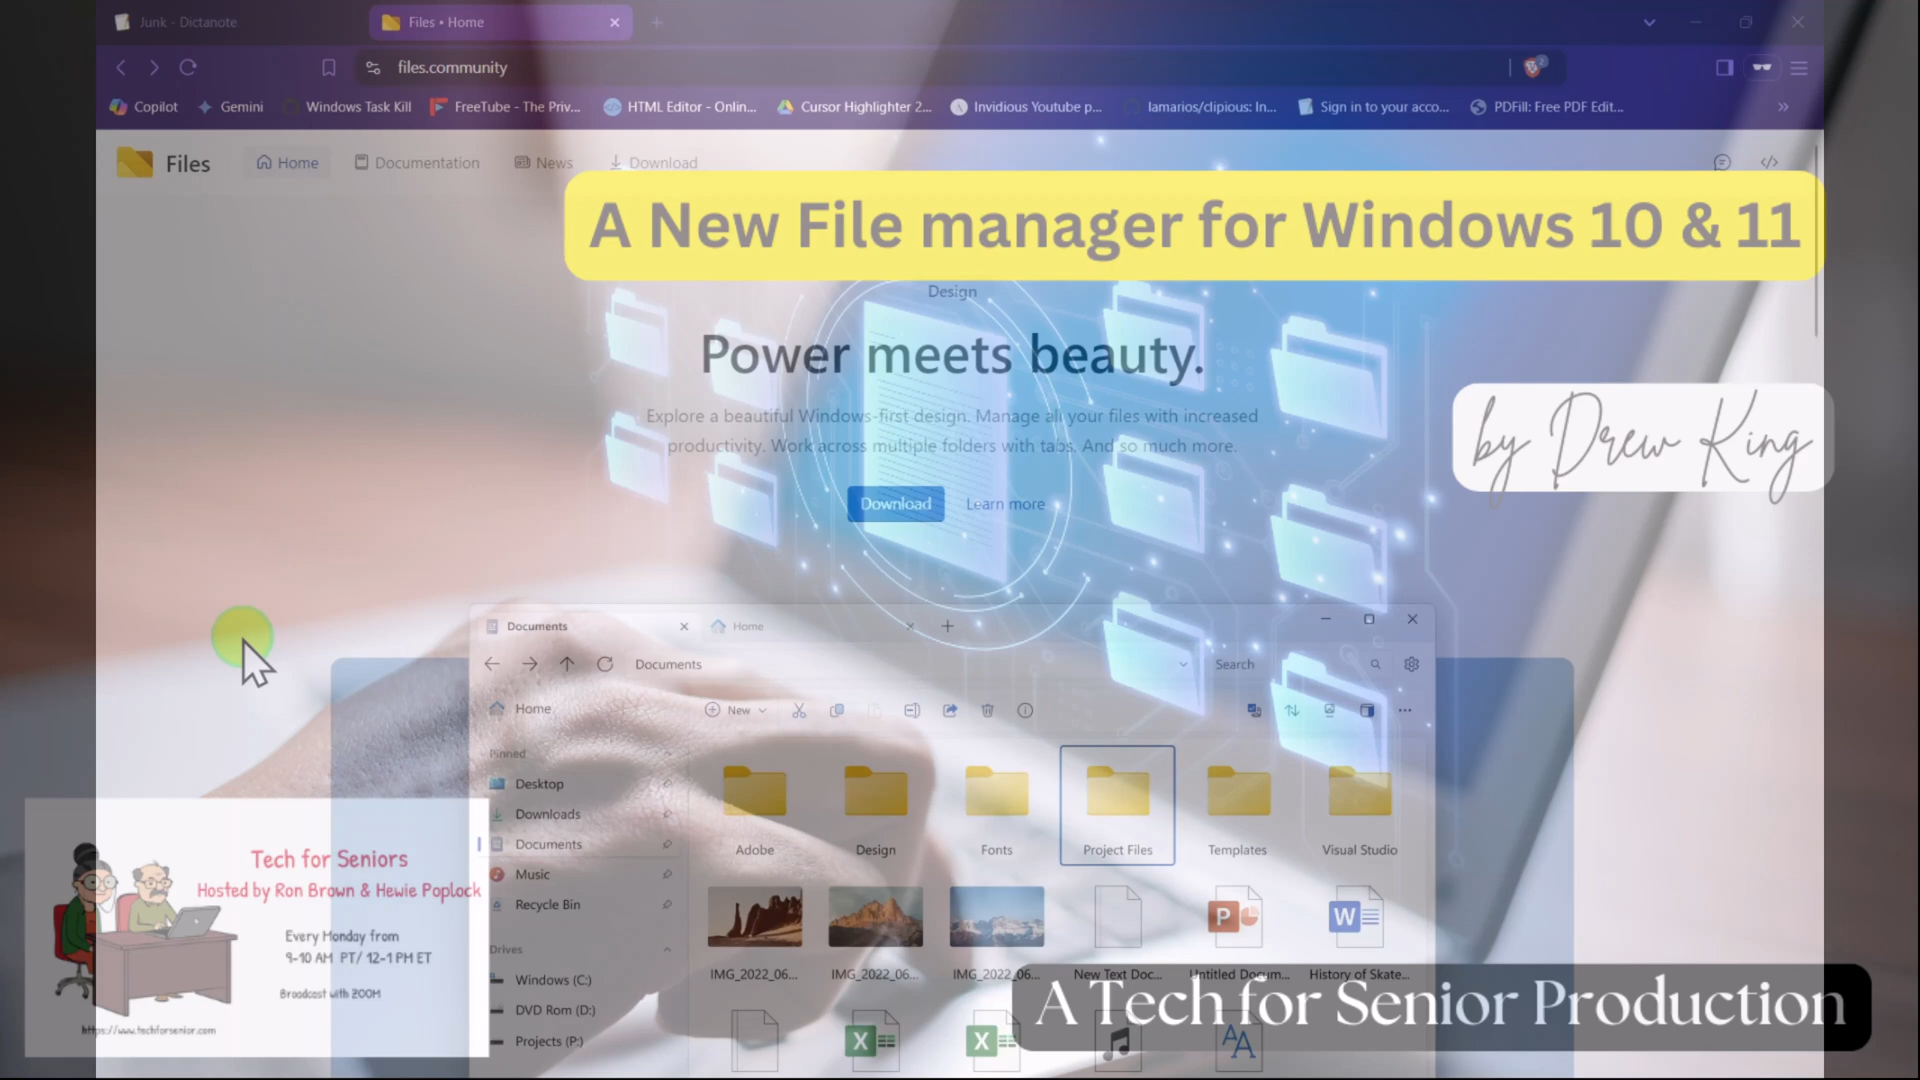 Junk - Dictanote
Files • Home
files.community
2
Copilot
Gemini
Windows Task Kill
FreeTube - The Priv...
HTML Editor - Onlin...
Cursor Highlighter 2...
Invidious Youtube p...
lamarios/clipious: In...
Sign in to your acco...
PDFill: Free PDF Edit...
Files
Home
Documentation
News
Download
A New File manager for Windows 10 & 11
Design
Power meets beauty.
by Drew King
Explore a beautiful Windows-first design. Manage all your files with increased
productivity. Work across multiple folders with tabs. And so much more.
Download
Learn more
Documents
Home
Documents
Search
Home
New
Pinned
Desktop
Downloads
Documents
Music
Recycle Bin
Drives
Windows (C:)
DVD Rom (D:)
Projects (P:)
Adobe
Design
Fonts
Project Files
Templates
Visual Studio
IMG_2022_06...
IMG_2022_06...
IMG_2022_06...
New Text Doc...
Untitled Docum...
History of Skate...
Tech for Seniors
Hosted by Ron Brown & Hewie Poplock
Every Monday from
9-10 AM PT/ 12-1 PM ET
Broadcast with ZOOM
https://www.techforsenior.com
A Tech for Senior Production